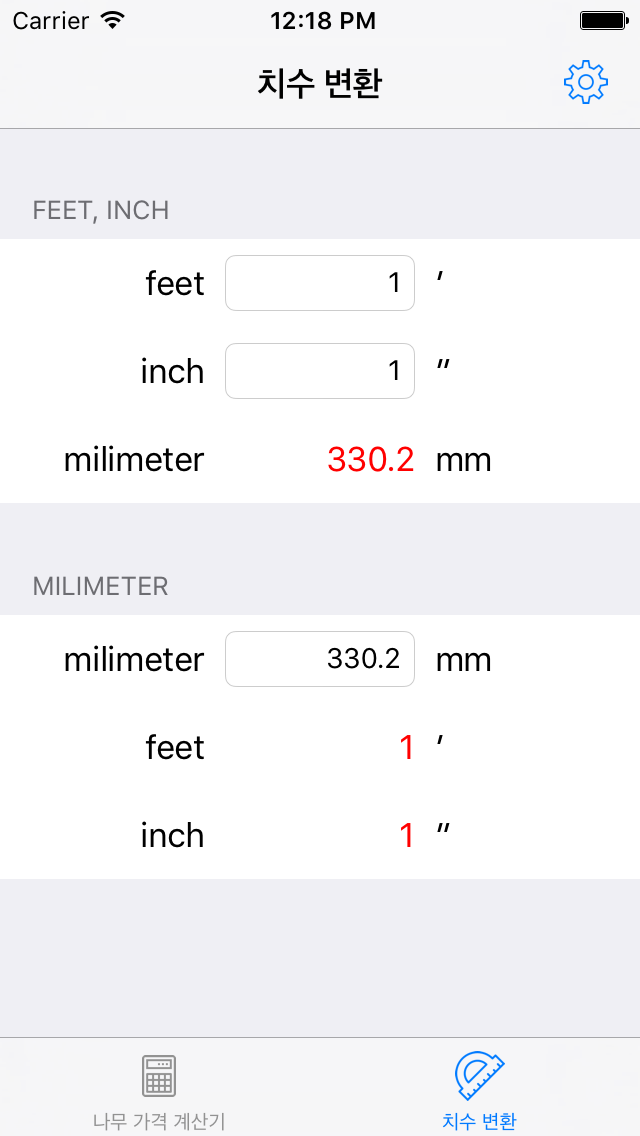 Carrier 12:18 PM
치수 변환
FEET, INCH
feet 1 ′
inch 1 ″
milimeter 330.2 mm
MILIMETER
milimeter 330.2 mm
feet 1 ′
inch 1 ″
나무 가격 계산기 치수 변환